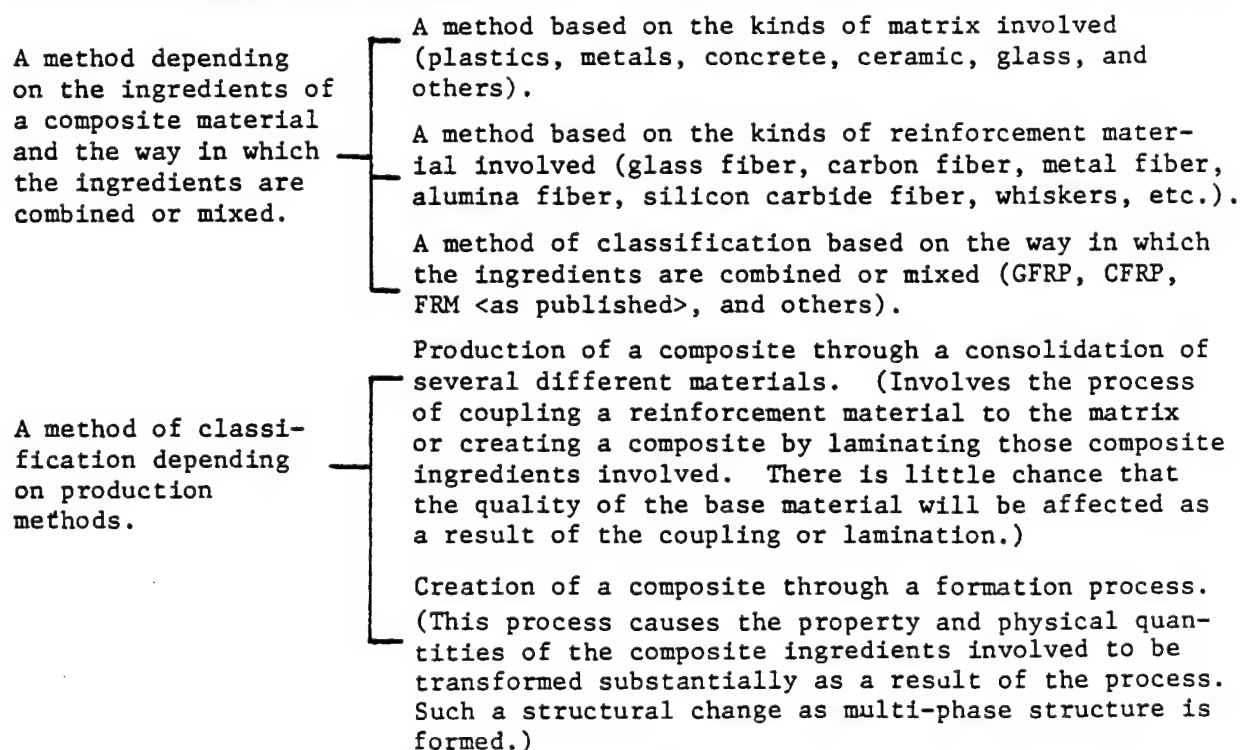 A method depending
on the ingredients of
a composite material
and the way in which
the ingredients are
combined or mixed.
A method based on the kinds of matrix involved
(plastics, metals, concrete, ceramic, glass, and
others).
A method based on the kinds of reinforcement mater-
ial involved (glass fiber, carbon fiber, metal fiber,
alumina fiber, silicon carbide fiber, whiskers, etc.).
A method of classification based on the way in which
the ingredients are combined or mixed (GFRP, CFRP,
FRM <as published>, and others).
A method of classi-
fication depending
on production
methods.
Production of a composite through a consolidation of
several different materials. (Involves the process
of coupling a reinforcement material to the matrix
or creating a composite by laminating those composite
ingredients involved. There is little chance that
the quality of the base material will be affected as
a result of the coupling or lamination.)
Creation of a composite through a formation process.
(This process causes the property and physical quan-
tities of the composite ingredients involved to be
transformed substantially as a result of the process.
Such a structural change as multi-phase structure is
formed.)